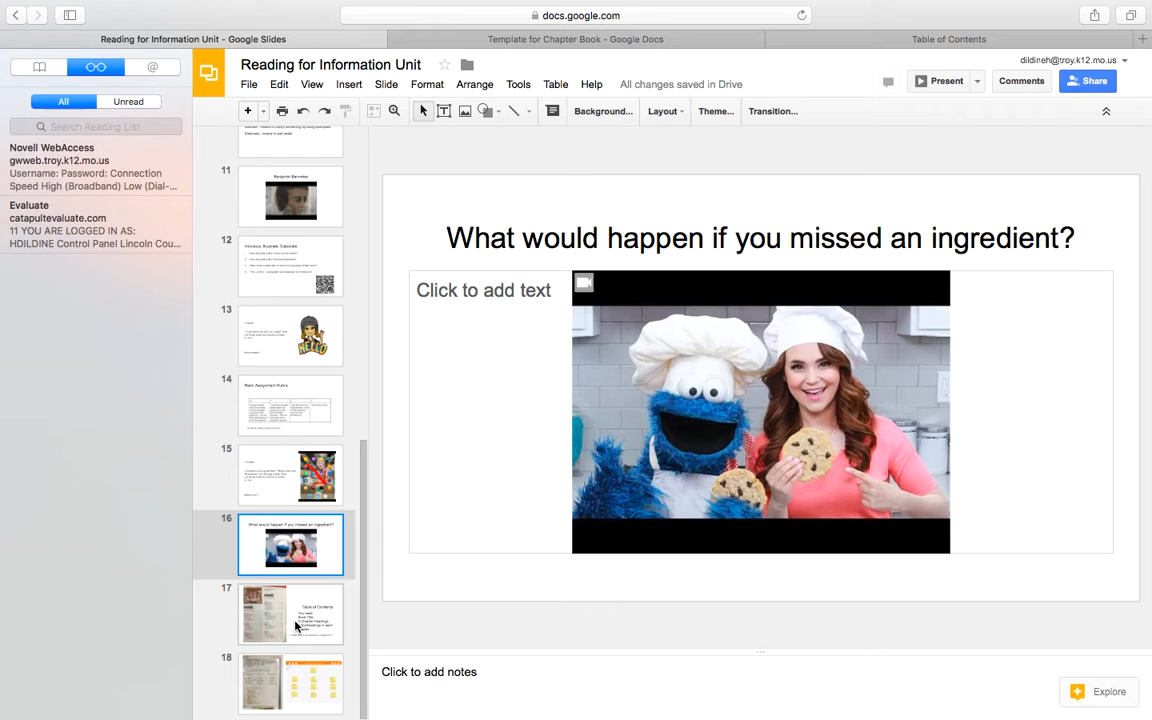 docs.google.com
Reading for Information Unit - Google Slides
Template for Chapter Book - Google Docs
Table of Contents
dildineh@troy.k12.mo.us
Reading for Information Unit
File Edit View Insert Slide Format Arrange Tools Table Help All changes saved in Drive
Present
Comments
Share
Background...
Layout
Theme...
Transition...
All
Unread
Search Reading List
Novell WebAccess
gwweb.troy.k12.mo.us
Username: Password: Connection
Speed High (Broadband) Low (Dial-...
Evaluate
catapultevaluate.com
11 YOU ARE LOGGED IN AS:
HDILDINE Control Panel Lincoln Cou...
11
Benjamin Banneker
12
Introduce, Illustrate, Elaborate
13
HELLO
14
15
16
What would happen if you missed an ingredient?
17
Table of Contents
You need
Book Title
18
What would happen if you missed an ingredient?
Click to add text
Click to add notes
Explore